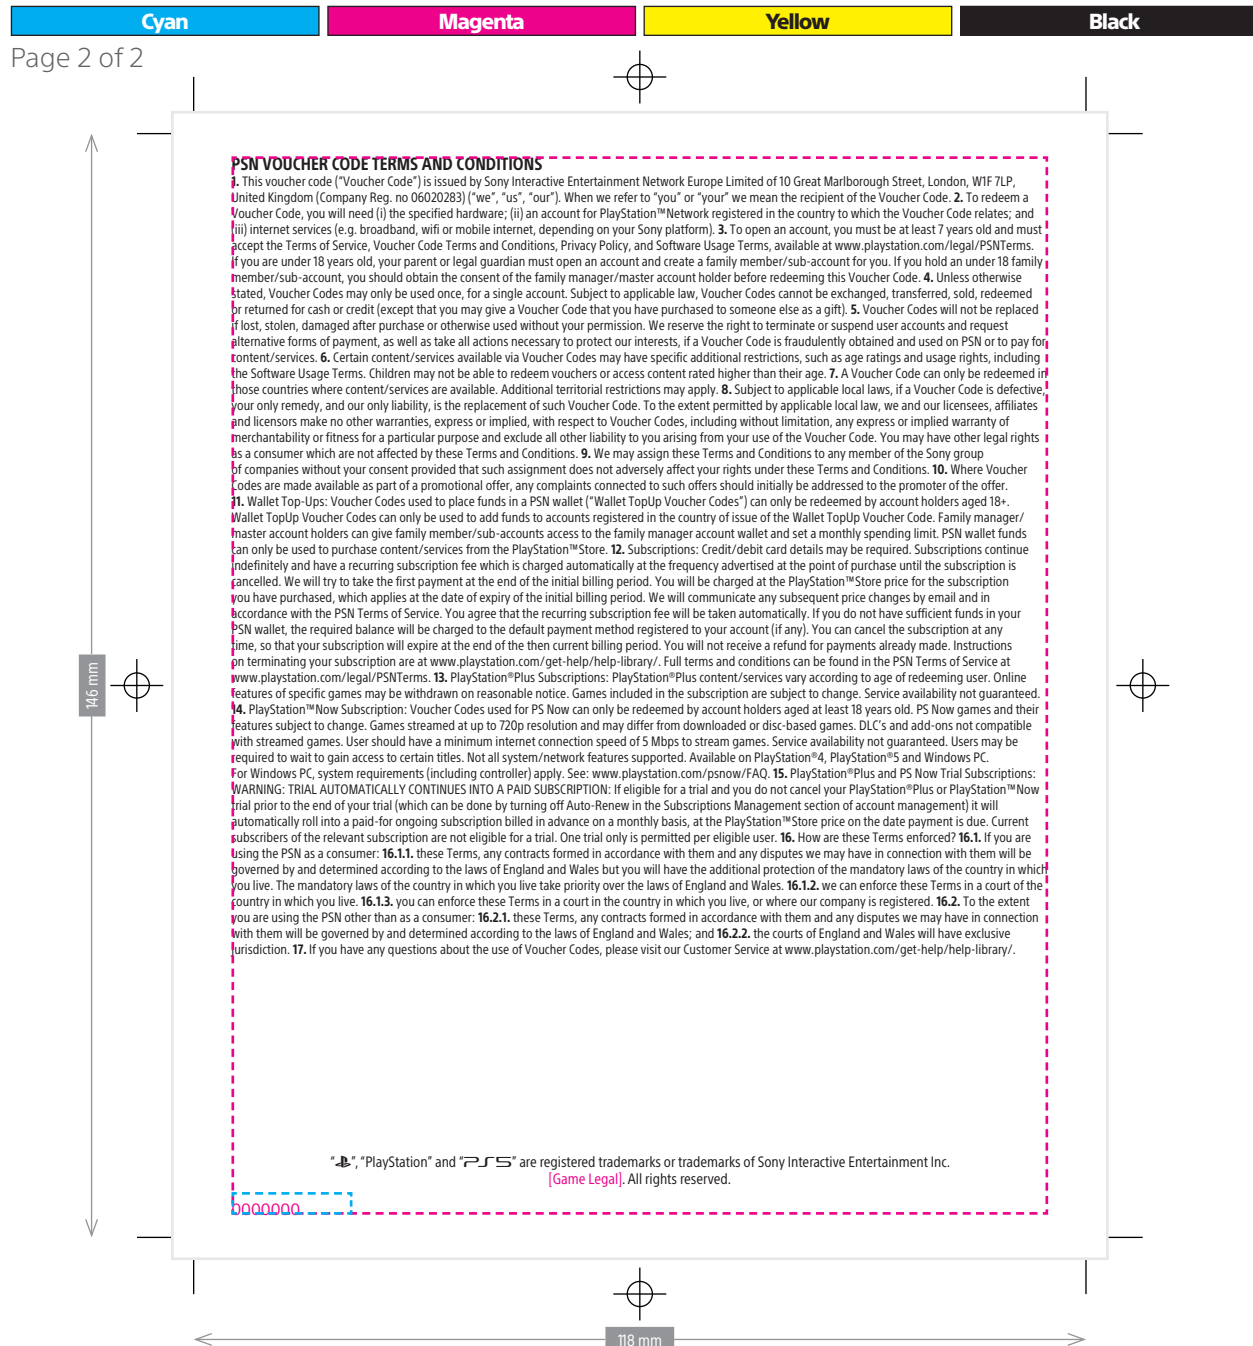 Cyan Magenta Yellow Black
Page 2 of 2
PSN VOUCHER CODE TERMS AND CONDITIONS
1. This voucher code (“Voucher Code”) is issued by Sony Interactive Entertainment Network Europe Limited of 10 Great Marlborough Street, London, W1F 7LP,
United Kingdom (Company Reg. no 06020283) (“we”, “us”, “our”). When we refer to “you” or “your” we mean the recipient of the Voucher Code. 2. To redeem a
Voucher Code, you will need (i) the specified hardware; (ii) an account for PlayStation™Network registered in the country to which the Voucher Code relates; and
(iii) internet services (e.g. broadband, wifi or mobile internet, depending on your Sony platform). 3. To open an account, you must be at least 7 years old and must
accept the Terms of Service, Voucher Code Terms and Conditions, Privacy Policy, and Software Usage Terms, available at www.playstation.com/legal/PSNTerms.
If you are under 18 years old, your parent or legal guardian must open an account and create a family member/sub-account for you. If you hold an under 18 family
member/sub-account, you should obtain the consent of the family manager/master account holder before redeeming this Voucher Code. 4. Unless otherwise
stated, Voucher Codes may only be used once, for a single account. Subject to applicable law, Voucher Codes cannot be exchanged, transferred, sold, redeemed
or returned for cash or credit (except that you may give a Voucher Code that you have purchased to someone else as a gift). 5. Voucher Codes will not be replaced
if lost, stolen, damaged after purchase or otherwise used without your permission. We reserve the right to terminate or suspend user accounts and request
alternative forms of payment, as well as take all actions necessary to protect our interests, if a Voucher Code is fraudulently obtained and used on PSN or to pay for
content/services. 6. Certain content/services available via Voucher Codes may have specific additional restrictions, such as age ratings and usage rights, including
the Software Usage Terms. Children may not be able to redeem vouchers or access content rated higher than their age. 7. A Voucher Code can only be redeemed in
those countries where content/services are available. Additional territorial restrictions may apply. 8. Subject to applicable local laws, if a Voucher Code is defective,
your only remedy, and our only liability, is the replacement of such Voucher Code. To the extent permitted by applicable local law, we and our licensees, affiliates
and licensors make no other warranties, express or implied, with respect to Voucher Codes, including without limitation, any express or implied warranty of
merchantability or fitness for a particular purpose and exclude all other liability to you arising from your use of the Voucher Code. You may have other legal rights
as a consumer which are not affected by these Terms and Conditions. 9. We may assign these Terms and Conditions to any member of the Sony group
of companies without your consent provided that such assignment does not adversely affect your rights under these Terms and Conditions. 10. Where Voucher
Codes are made available as part of a promotional offer, any complaints connected to such offers should initially be addressed to the promoter of the offer.
11. Wallet Top-Ups: Voucher Codes used to place funds in a PSN wallet (“Wallet TopUp Voucher Codes”) can only be redeemed by account holders aged 18+.
Wallet TopUp Voucher Codes can only be used to add funds to accounts registered in the country of issue of the Wallet TopUp Voucher Code. Family manager/
master account holders can give family member/sub-accounts access to the family manager account wallet and set a monthly spending limit. PSN wallet funds
can only be used to purchase content/services from the PlayStation™Store. 12. Subscriptions: Credit/debit card details may be required. Subscriptions continue
indefinitely and have a recurring subscription fee which is charged automatically at the frequency advertised at the point of purchase until the subscription is
cancelled. We will try to take the first payment at the end of the initial billing period. You will be charged at the PlayStation™Store price for the subscription
you have purchased, which applies at the date of expiry of the initial billing period. We will communicate any subsequent price changes by email and in
accordance with the PSN Terms of Service. You agree that the recurring subscription fee will be taken automatically. If you do not have sufficient funds in your
PSN wallet, the required balance will be charged to the default payment method registered to your account (if any). You can cancel the subscription at any
time, so that your subscription will expire at the end of the then current billing period. You will not receive a refund for payments already made. Instructions
on terminating your subscription are at www.playstation.com/get-help/help-library/. Full terms and conditions can be found in the PSN Terms of Service at
www.playstation.com/legal/PSNTerms. 13. PlayStation®Plus Subscriptions: PlayStation®Plus content/services vary according to age of redeeming user. Online
features of specific games may be withdrawn on reasonable notice. Games included in the subscription are subject to change. Service availability not guaranteed.
14. PlayStation™Now Subscription: Voucher Codes used for PS Now can only be redeemed by account holders aged at least 18 years old. PS Now games and their
features subject to change. Games streamed at up to 720p resolution and may differ from downloaded or disc-based games. DLC's and add-ons not compatible
with streamed games. User should have a minimum internet connection speed of 5 Mbps to stream games. Service availability not guaranteed. Users may be
required to wait to gain access to certain titles. Not all system/network features supported. Available on PlayStation®4, PlayStation®5 and Windows PC.
For Windows PC, system requirements (including controller) apply. See: www.playstation.com/psnow/FAQ. 15. PlayStation®Plus and PS Now Trial Subscriptions:
WARNING: TRIAL AUTOMATICALLY CONTINUES INTO A PAID SUBSCRIPTION: If eligible for a trial and you do not cancel your PlayStation®Plus or PlayStation™Now
trial prior to the end of your trial (which can be done by turning off Auto-Renew in the Subscriptions Management section of account management) it will
automatically roll into a paid-for ongoing subscription billed in advance on a monthly basis, at the PlayStation™Store price on the date payment is due. Current
subscribers of the relevant subscription are not eligible for a trial. One trial only is permitted per eligible user. 16. How are these Terms enforced? 16.1. If you are
using the PSN as a consumer: 16.1.1. these Terms, any contracts formed in accordance with them and any disputes we may have in connection with them will be
governed by and determined according to the laws of England and Wales but you will have the additional protection of the mandatory laws of the country in which
you live. The mandatory laws of the country in which you live take priority over the laws of England and Wales. 16.1.2. we can enforce these Terms in a court of the
country in which you live. 16.1.3. you can enforce these Terms in a court in the country in which you live, or where our company is registered. 16.2. To the extent
you are using the PSN other than as a consumer: 16.2.1. these Terms, any contracts formed in accordance with them and any disputes we may have in connection
with them will be governed by and determined according to the laws of England and Wales; and 16.2.2. the courts of England and Wales will have exclusive
jurisdiction. 17. If you have any questions about the use of Voucher Codes, please visit our Customer Service at www.playstation.com/get-help/help-library/.
146 mm
“ ”, “PlayStation” and “PS5” are registered trademarks or trademarks of Sony Interactive Entertainment Inc.
[Game Legal]. All rights reserved.
0000000
118 mm